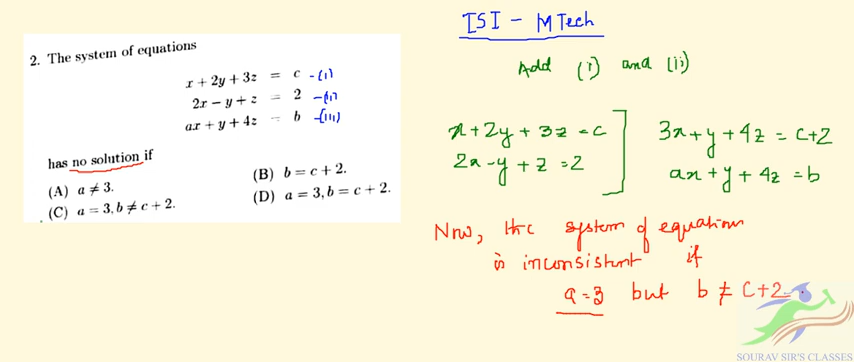 ISI - MTech
2. The system of equations
x + 2y + 3z = c -(i)
2x - y + z = 2 -(ii)
ax + y + 4z = b -(iii)
has no solution if
(A) a ≠ 3.
(B) b = c + 2.
(C) a = 3, b ≠ c + 2.
(D) a = 3, b = c + 2.
Add (i) and (ii)
x + 2y + 3z = c
2x - y + z = 2
3x + y + 4z = c+2
ax + y + 4z = b
Now, the system of equation
is inconsistent if
a = 3 but b ≠ c+2
SOURAV SIR'S CLASSES